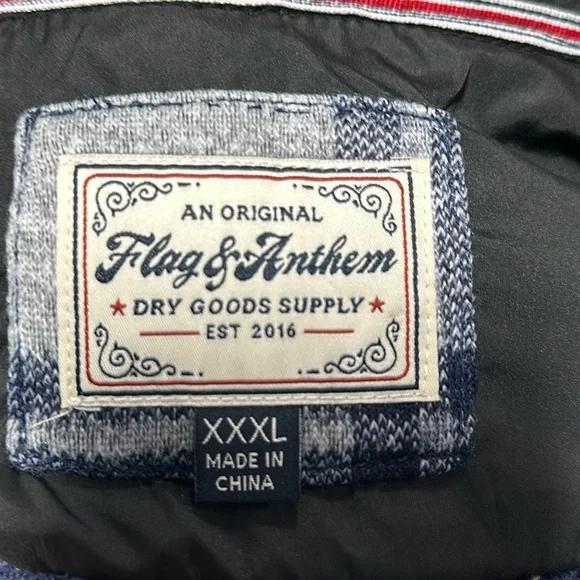 AN ORIGINAL
Flag & Anthem
★ DRY GOODS SUPPLY ★
EST 2016
XXXL
MADE IN
CHINA